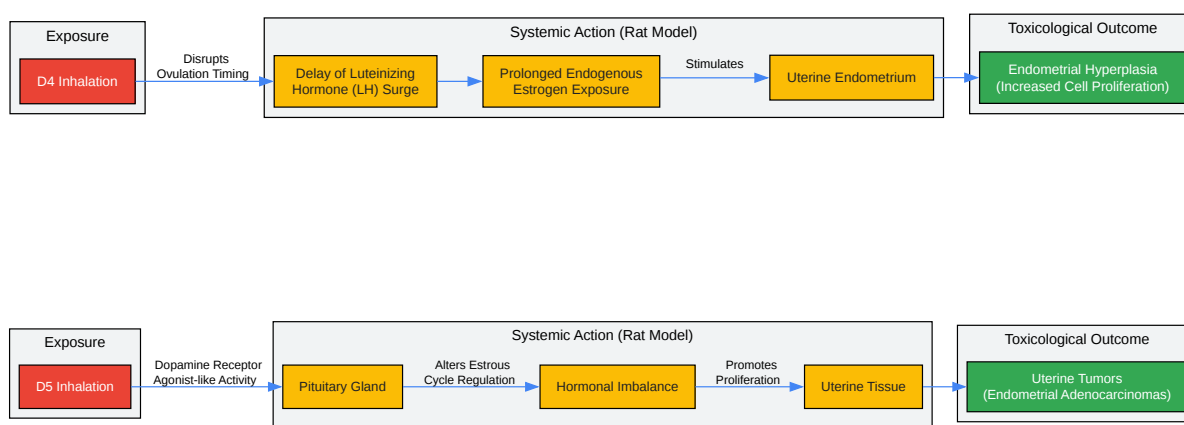 Exposure
D4 Inhalation
Disrupts
Ovulation Timing
Systemic Action (Rat Model)
Delay of Luteinizing
Hormone (LH) Surge
Prolonged Endogenous
Estrogen Exposure
Stimulates
Uterine Endometrium
Toxicological Outcome
Endometrial Hyperplasia
(Increased Cell Proliferation)
Exposure
D5 Inhalation
Dopamine Receptor
Agonist-like Activity
Systemic Action (Rat Model)
Pituitary Gland
Alters Estrous
Cycle Regulation
Hormonal Imbalance
Promotes
Proliferation
Uterine Tissue
Toxicological Outcome
Uterine Tumors
(Endometrial Adenocarcinomas)